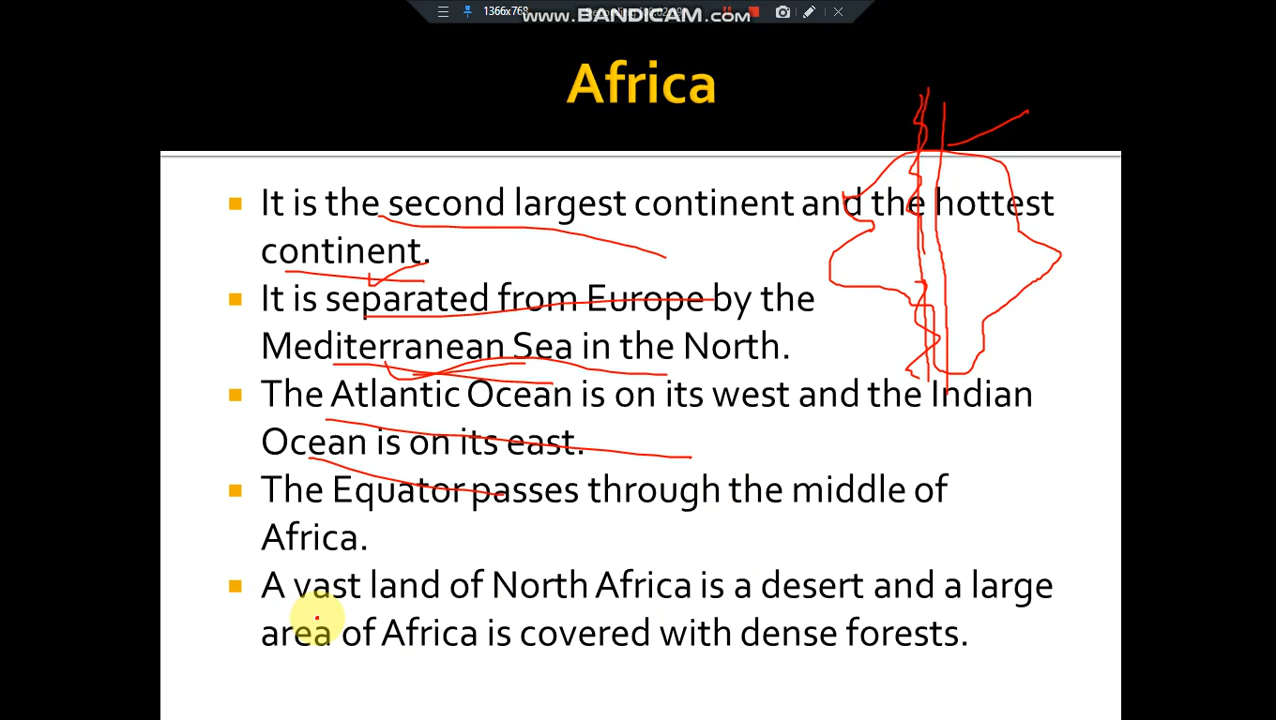 1366x768
www.BANDICAM.com
Africa
It is the second largest continent and the hottest
continent.
It is separated from Europe by the
Mediterranean Sea in the North.
The Atlantic Ocean is on its west and the Indian
Ocean is on its east.
The Equator passes through the middle of
Africa.
A vast land of North Africa is a desert and a large
area of Africa is covered with dense forests.